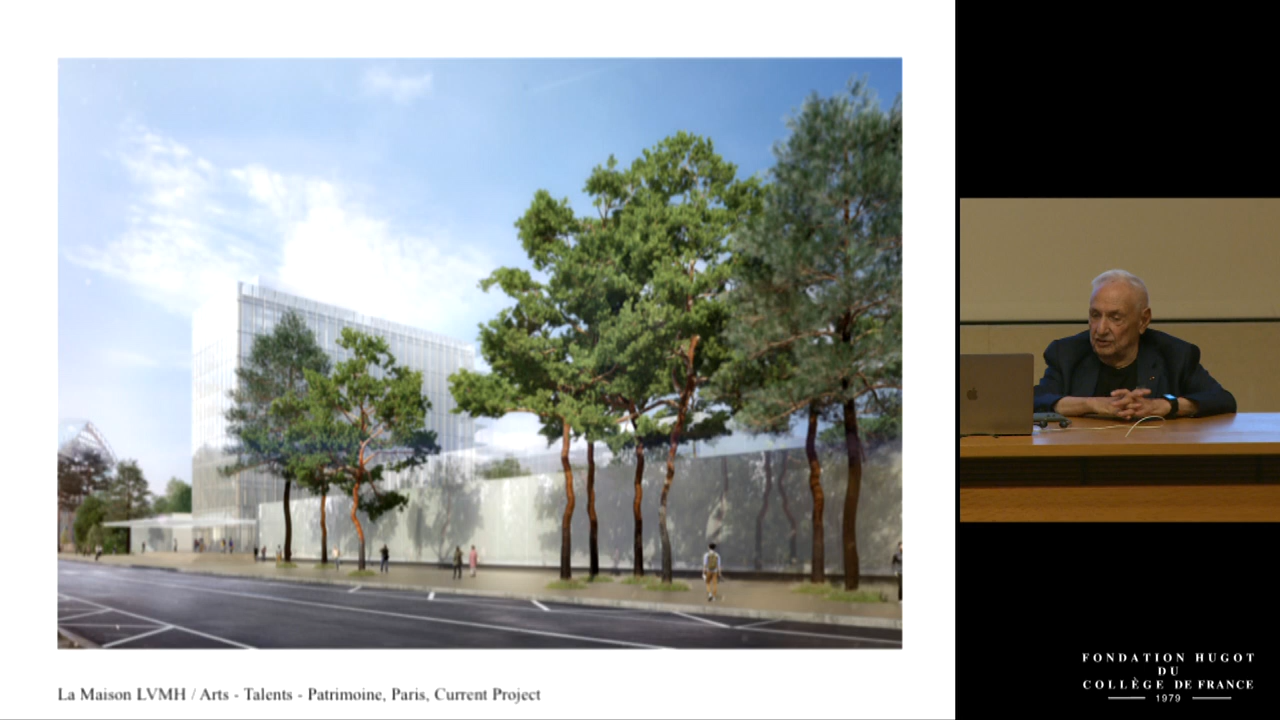 La Maison LVMH / Arts - Talents - Patrimoine, Paris, Current Project
FONDATION HUGOT
DU
COLLÈGE DE FRANCE
1979